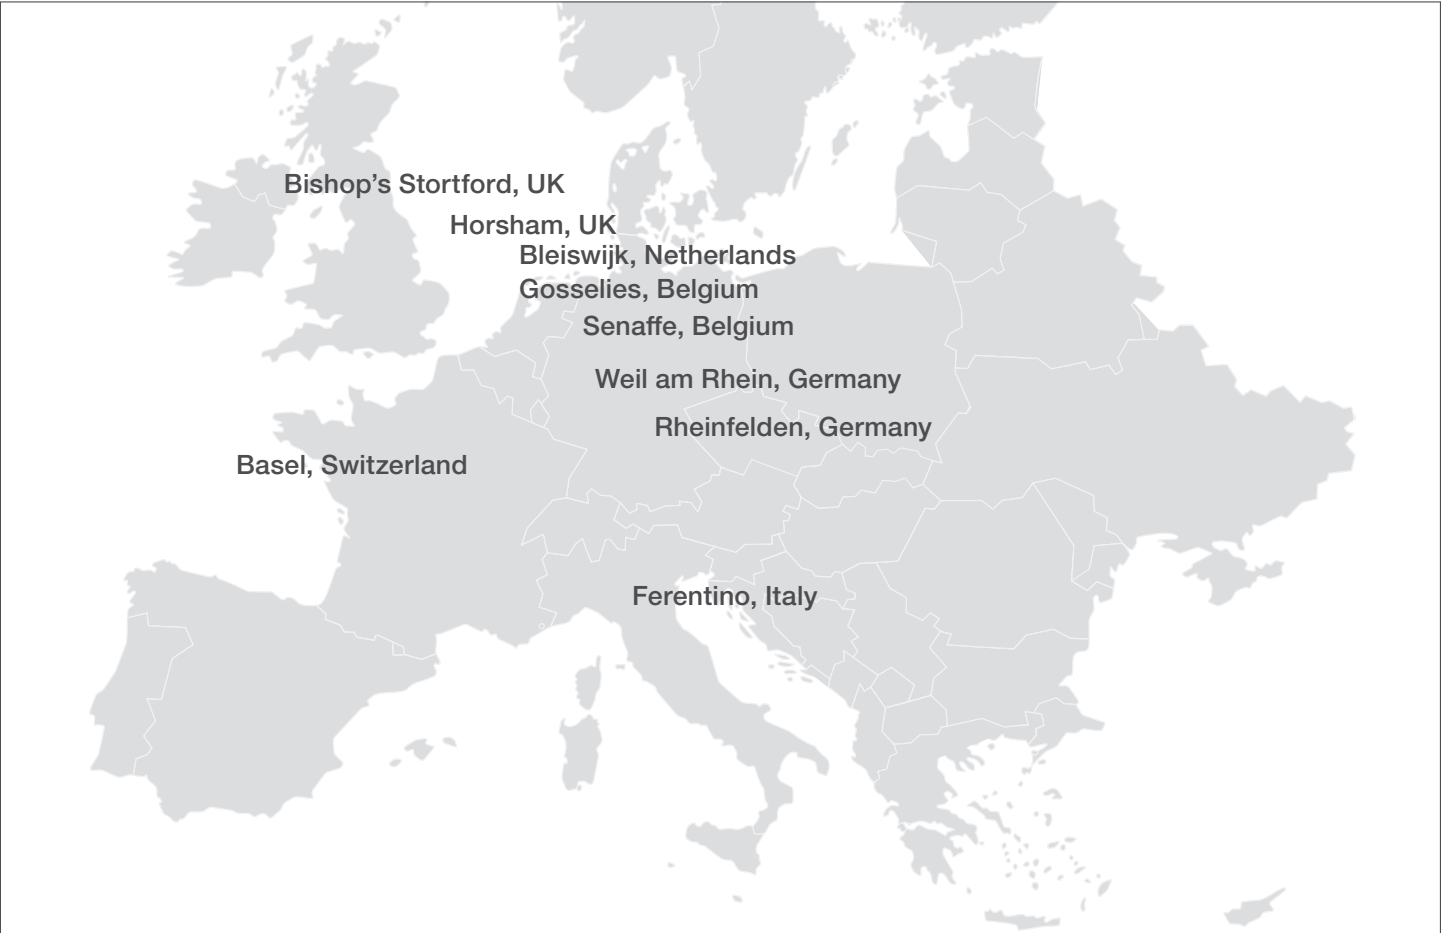 Bishop’s Stortford, UK
Horsham, UK
Bleiswijk, Netherlands
Gosselies, Belgium
Senaffe, Belgium
Weil am Rhein, Germany
Rheinfelden, Germany
Basel, Switzerland
Ferentino, Italy